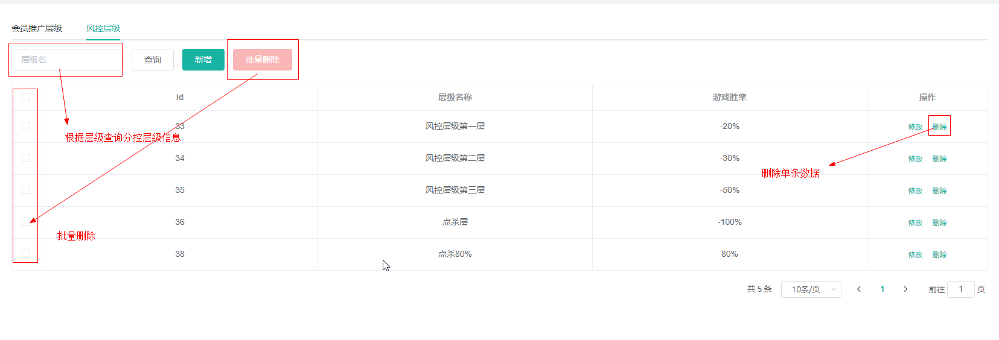 会员推广层级 风控层级
层级名 查询 新增 批量删除
id 层级名称 游戏胜率 操作
33 风控层级第一层 -20% 修改 删除
根据层级查询分控层级信息
34 风控层级第二层 -30% 修改 删除
删除单条数据
35 风控层级第三层 -50% 修改 删除
36 点杀层 -100% 修改 删除
批量删除
38 点杀80% 80% 修改 删除
共 5 条 10条/页 1 前往 1 页